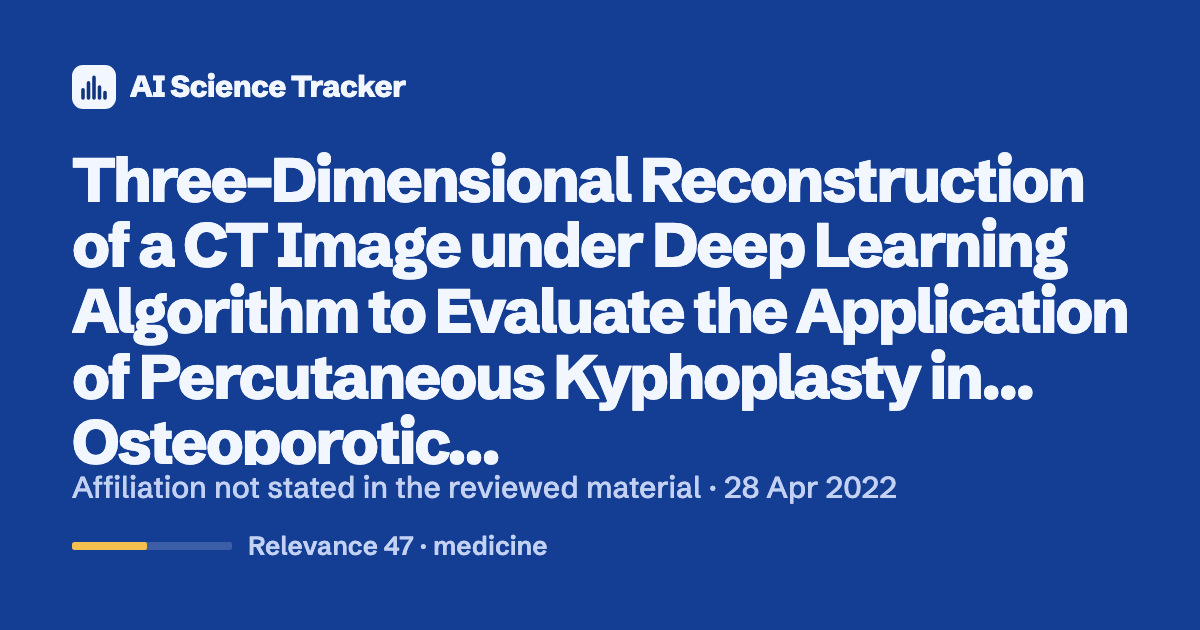 AI Science Tracker
Three-Dimensional Reconstruction
of a CT Image under Deep Learning
Algorithm to Evaluate the Application
of Percutaneous Kyphoplasty in...
Osteoporotic...
Affiliation not stated in the reviewed material · 28 Apr 2022
Relevance 47 · medicine